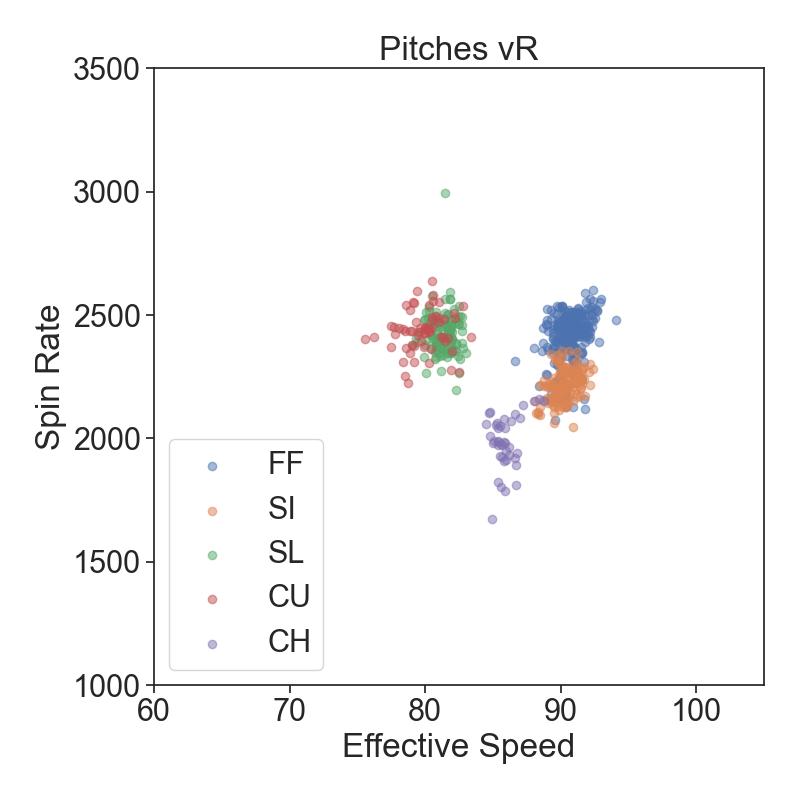 Pitches vR
3500
3000
2500
2000
1500
1000
Spin Rate
FF
SI
SL
CU
CH
60 70 80 90 100
Effective Speed